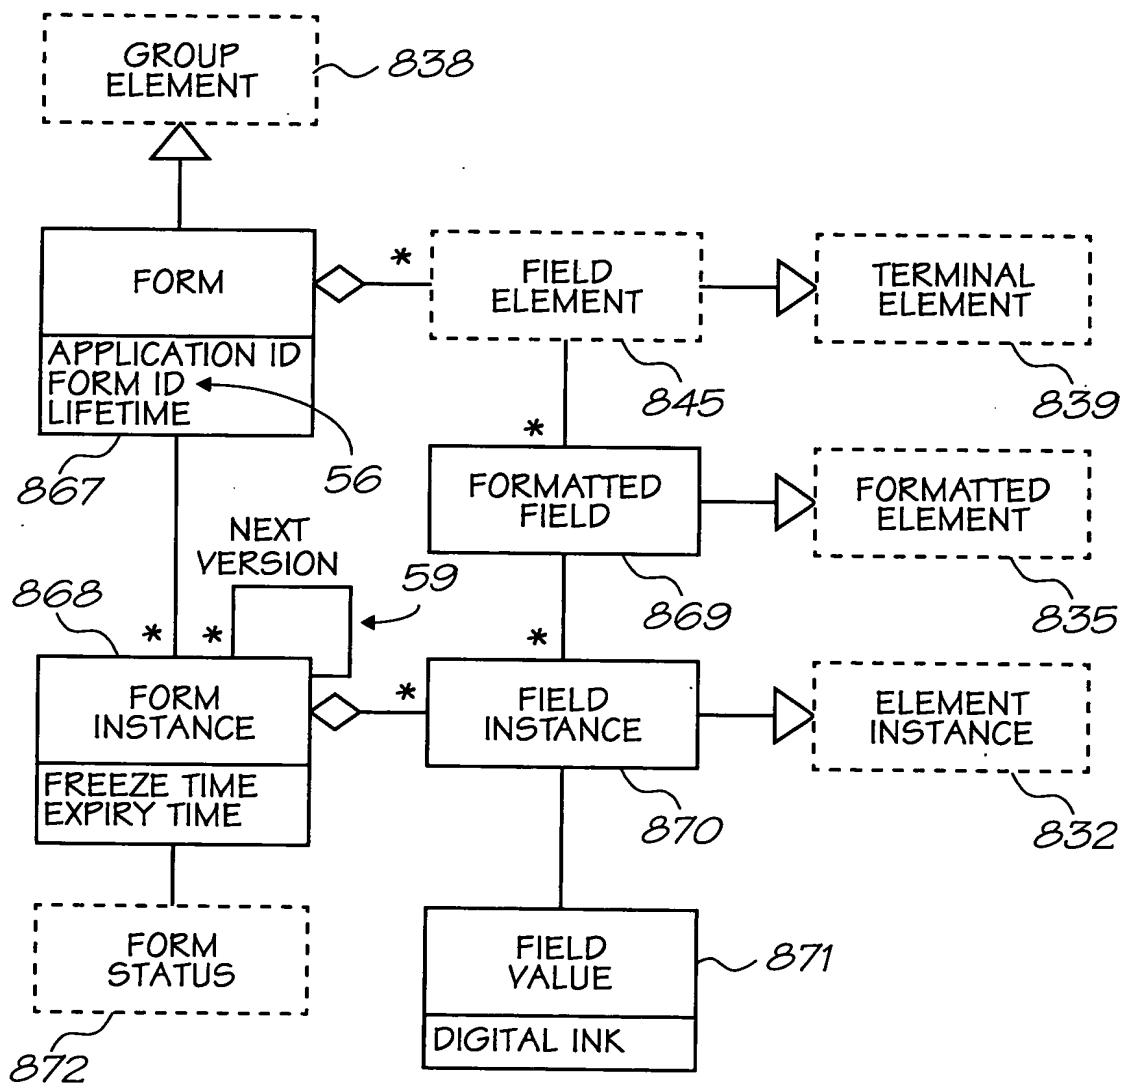 GROUP
ELEMENT
838
FORM
*
FIELD
ELEMENT
TERMINAL
ELEMENT
APPLICATION ID
FORM ID
LIFETIME
845
839
867
56
*
FORMATTED
FIELD
FORMATTED
ELEMENT
NEXT
VERSION
868
59
869
835
*
*
*
FORM
INSTANCE
*
FIELD
INSTANCE
ELEMENT
INSTANCE
FREEZE TIME
EXPIRY TIME
870
832
FORM
STATUS
FIELD
VALUE
871
DIGITAL INK
872